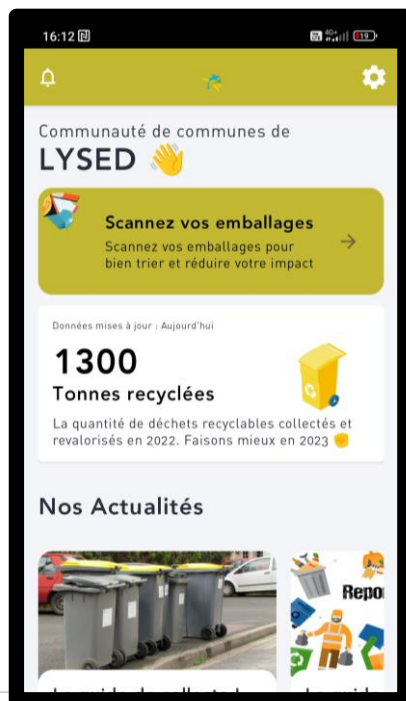 16:12
4G+
19
Communauté de communes de
LYSED 👋
Scannez vos emballages
Scannez vos emballages pour
bien trier et réduire votre impact
Données mises à jour : Aujourd'hui
1300
Tonnes recyclées
La quantité de déchets recyclables collectés et
revalorisés en 2022. Faisons mieux en 2023 ✊
Nos Actualités
Repo